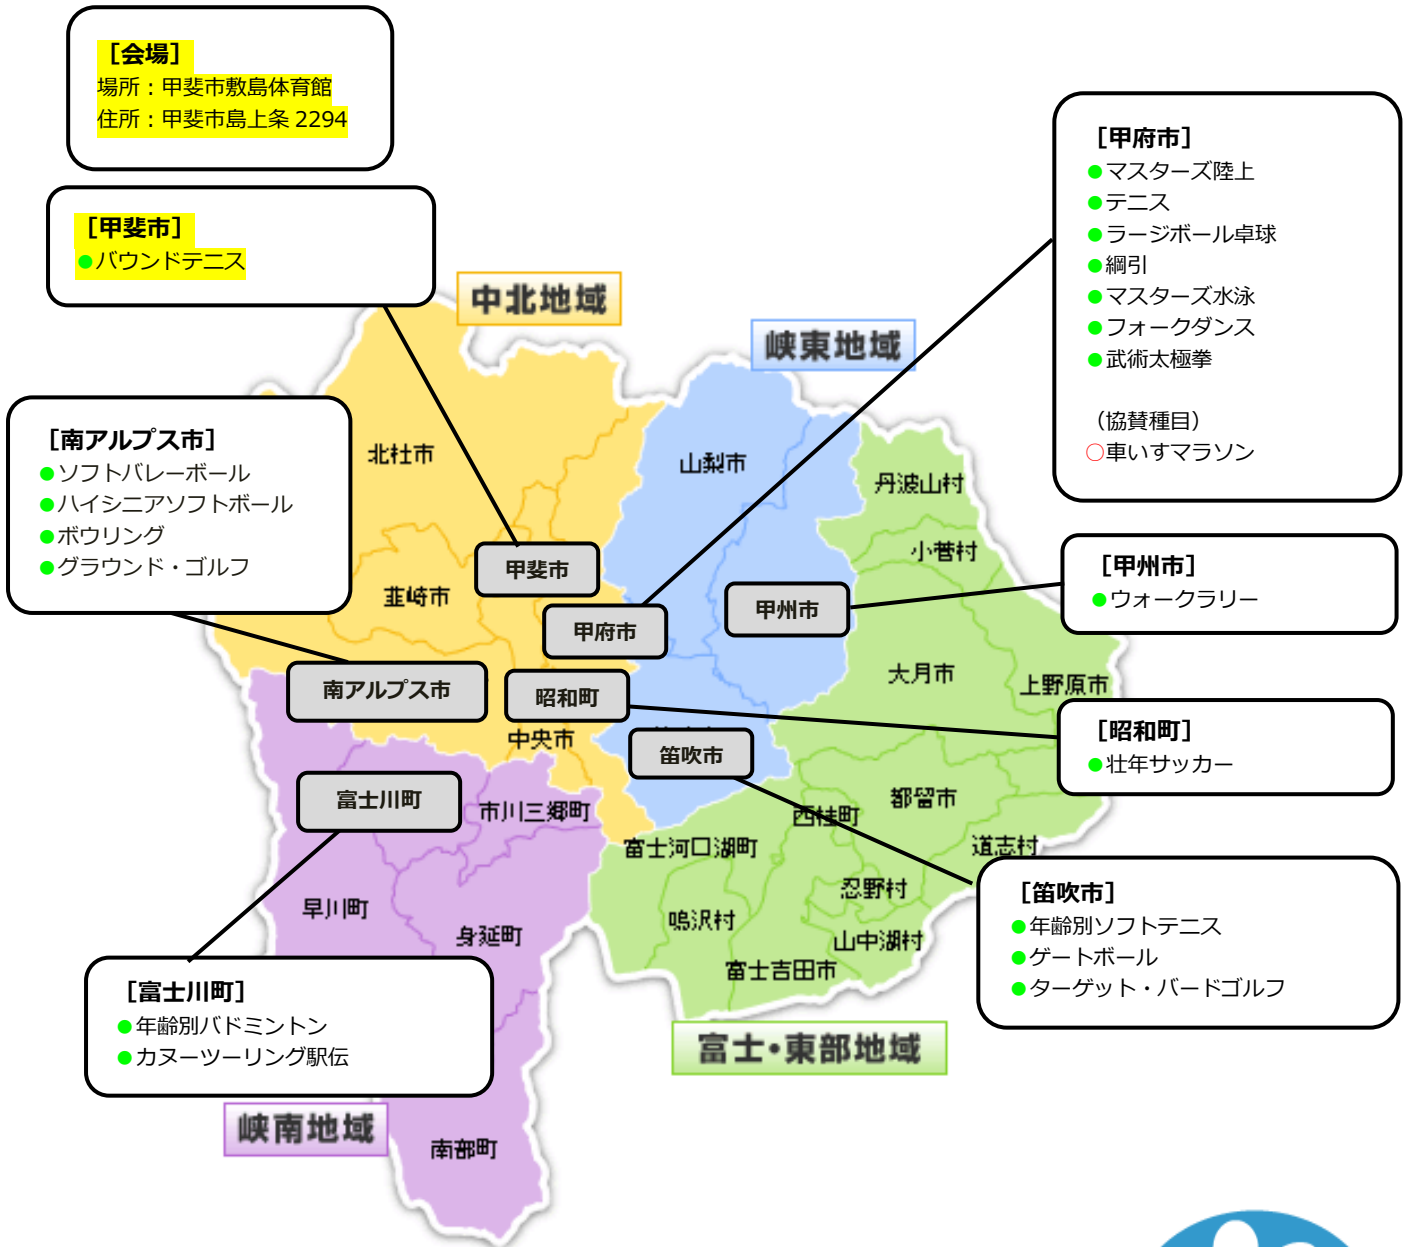 ［会場］
場所：甲斐市敷島体育館
住所：甲斐市島上条 2294
［甲斐市］
●バウンドテニス
［甲府市］
●マスターズ陸上
●テニス
●ラージボール卓球
●綱引
●マスターズ水泳
●フォークダンス
●武術太極拳
（協賛種目）
○車いすマラソン
中北地域
峡東地域
［南アルプス市］
●ソフトバレーボール
●ハイシニアソフトボール
●ボウリング
●グラウンド・ゴルフ
北杜市
山梨市
丹波山村
小菅村
甲斐市
韮崎市
甲府市
甲州市
［甲州市］
●ウォークラリー
大月市
上野原市
南アルプス市
昭和町
中央市
笛吹市
［昭和町］
●壮年サッカー
富士川町
市川三郷町
西桂町
都留市
富士河口湖町
道志村
忍野村
鳴沢村
山中湖村
富士吉田市
早川町
身延町
［笛吹市］
●年齢別ソフトテニス
●ゲートボール
●ターゲット・バードゴルフ
［富士川町］
●年齢別バドミントン
●カヌーツーリング駅伝
富士・東部地域
峡南地域
南部町